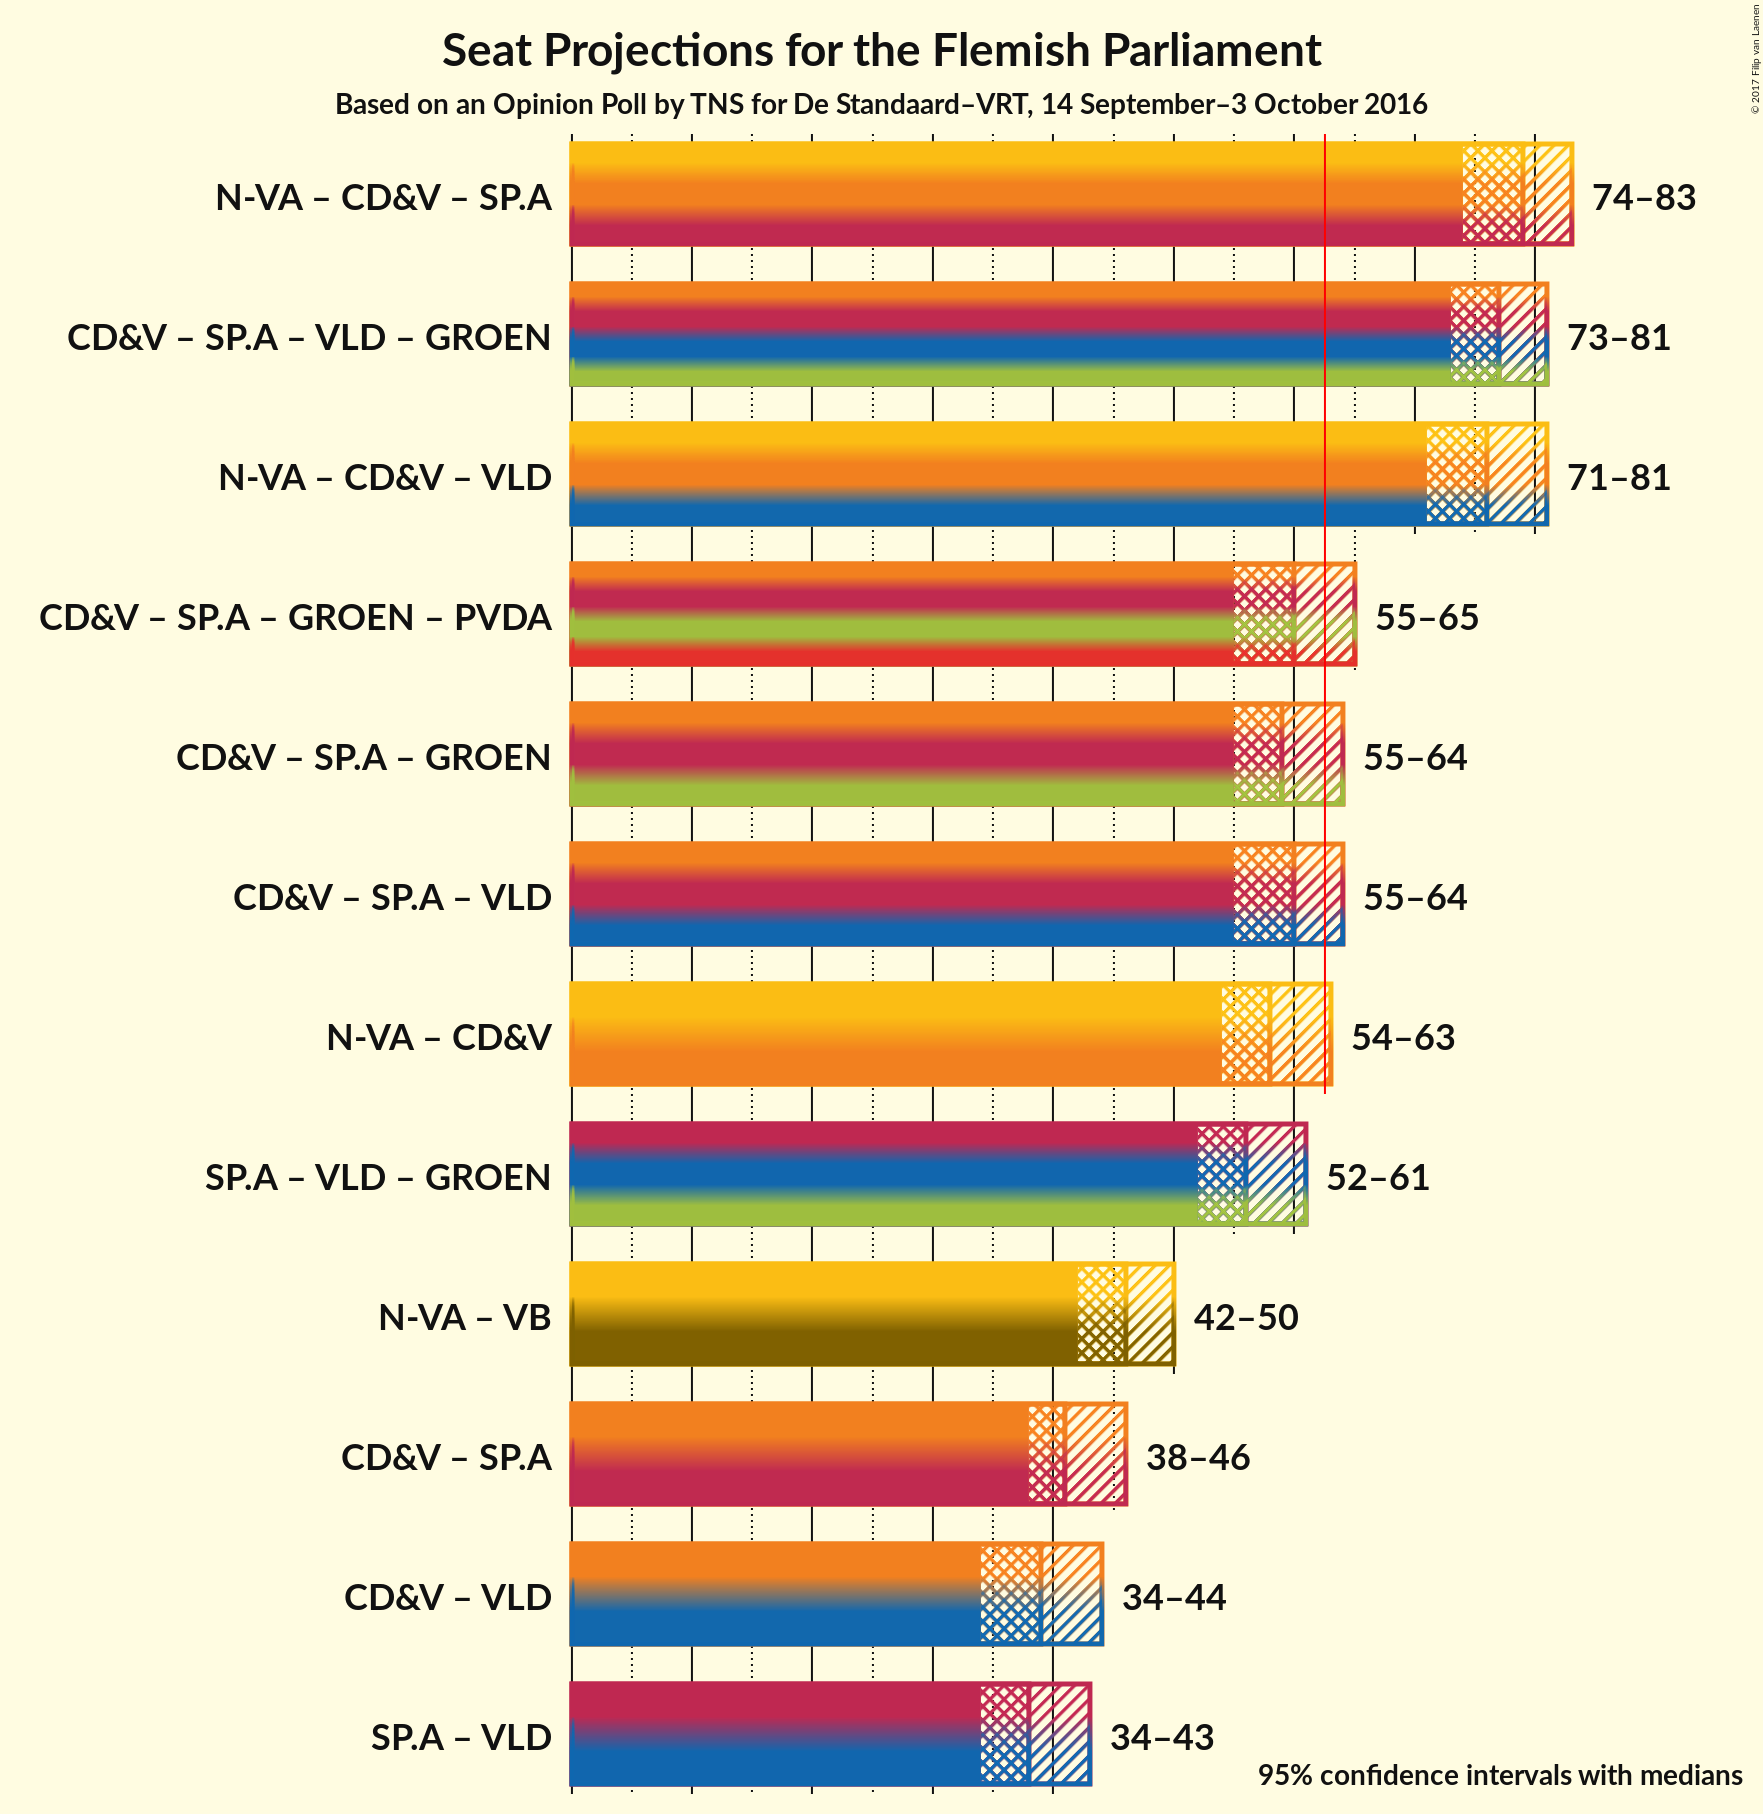 Seat Projections for the Flemish Parliament
Based on an Opinion Poll by TNS for De Standaard–VRT, 14 September–3 October 2016
© 2017 Filip van Laenen
N-VA – CD&V – SP.A 74–83
CD&V – SP.A – VLD – GROEN 73–81
N-VA – CD&V – VLD 71–81
CD&V – SP.A – GROEN – PVDA 55–65
CD&V – SP.A – GROEN 55–64
CD&V – SP.A – VLD 55–64
N-VA – CD&V 54–63
SP.A – VLD – GROEN 52–61
N-VA – VB 42–50
CD&V – SP.A 38–46
CD&V – VLD 34–44
SP.A – VLD 34–43
95% confidence intervals with medians